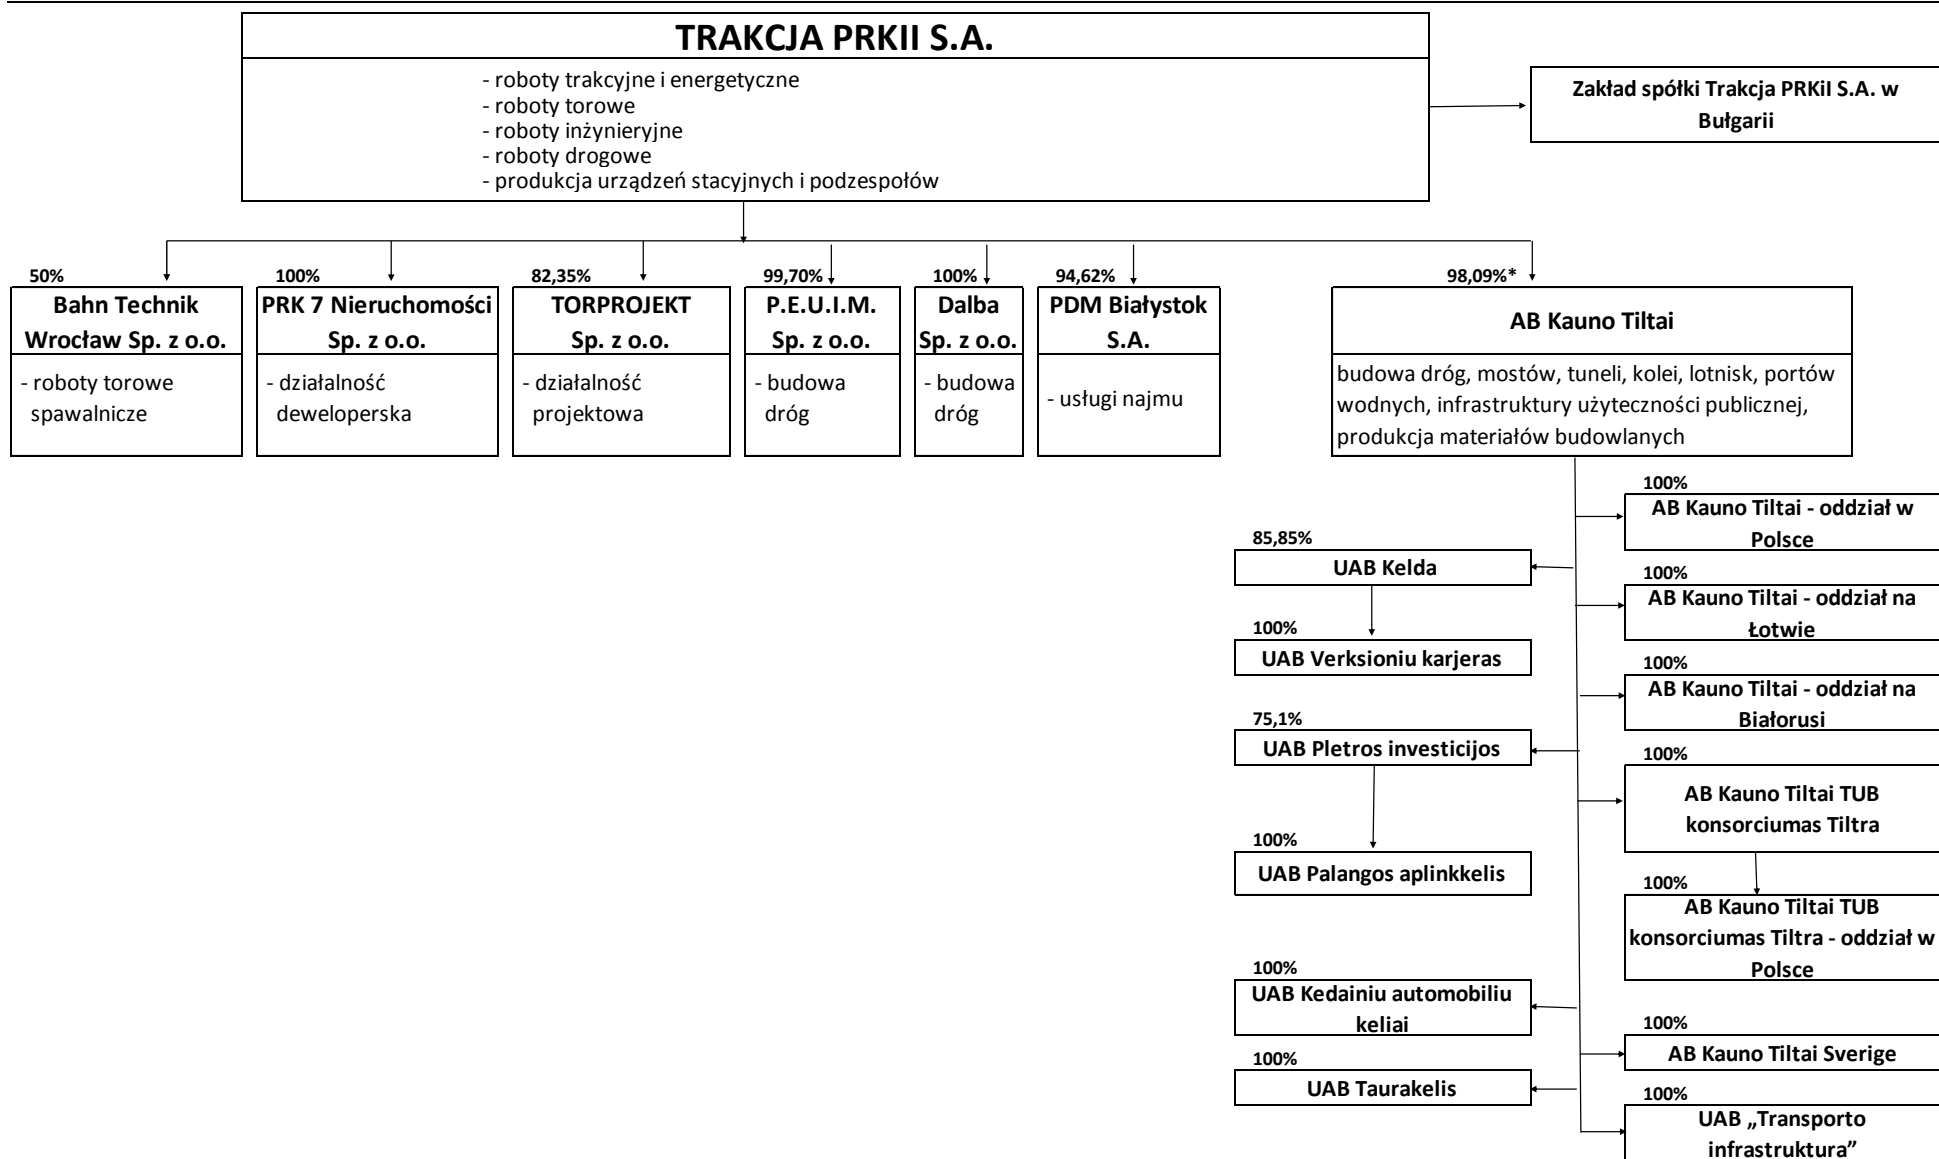 TRAKCJA PRKII S.A.
- roboty trakcyjne i energetyczne
- roboty torowe
- roboty inżynieryjne
- roboty drogowe
- produkcja urządzeń stacyjnych i podzespołów
Zakład spółki Trakcja PRKiI S.A. w
Bułgarii
50%
Bahn Technik
Wrocław Sp. z o.o.
- roboty torowe
spawalnicze
100%
PRK 7 Nieruchomości
Sp. z o.o.
- działalność
deweloperska
82,35%
TORPROJEKT
Sp. z o.o.
- działalność
projektowa
99,70%
P.E.U.I.M.
Sp. z o.o.
- budowa
dróg
100%
Dalba
Sp. z o.o.
- budowa
dróg
94,62%
PDM Białystok
S.A.
- usługi najmu
98,09%*
AB Kauno Tiltai
budowa dróg, mostów, tuneli, kolei, lotnisk, portów
wodnych, infrastruktury użyteczności publicznej,
produkcja materiałów budowlanych
85,85%
UAB Kelda
100%
UAB Verksioniu karjeras
75,1%
UAB Pletros investicijos
100%
UAB Palangos aplinkkelis
100%
UAB Kedainiu automobiliu
keliai
100%
UAB Taurakelis
100%
AB Kauno Tiltai - oddział w
Polsce
100%
AB Kauno Tiltai - oddział na
Łotwie
100%
AB Kauno Tiltai - oddział na
Białorusi
100%
AB Kauno Tiltai TUB
konsorciumas Tiltra
100%
AB Kauno Tiltai TUB
konsorciumas Tiltra - oddział w
Polsce
100%
AB Kauno Tiltai Sverige
100%
UAB „Transporto
infrastruktura”